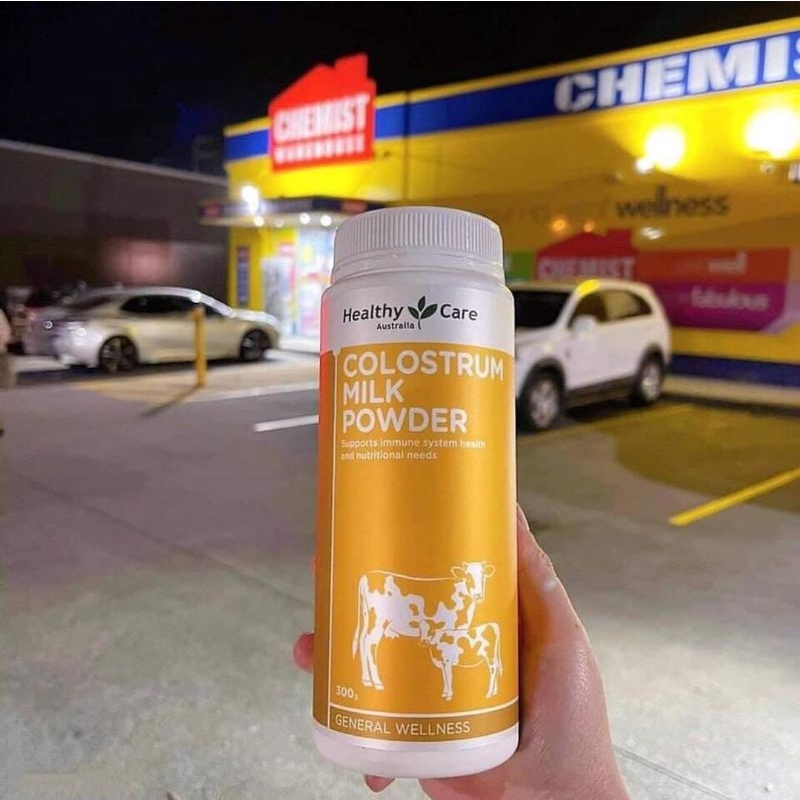 CHEMIST
WAREHOUSE
CHEMIS
wellness
CHEMIST
fabulous
Healthy Care
Australia
COLOSTRUM
MILK
POWDER
Supports immune system health
and nutritional needs
300g
GENERAL WELLNESS